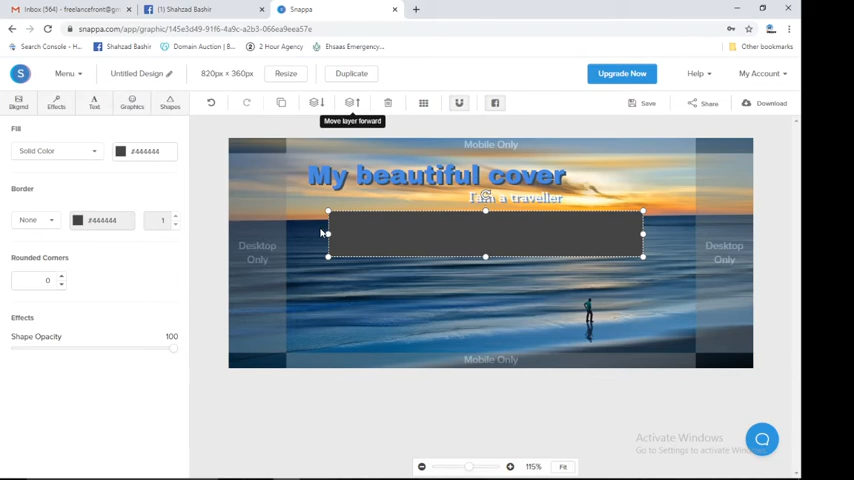 Inbox (564) - freelancefront@gm
(1) Shahzad Bashir
Snappa
snappa.com/app/graphic/145e3d49-91f6-4a9c-a2b3-066ea9eea57e
Search Console - H...
Shahzad Bashir
Domain Auction | B...
2 Hour Agency
Ehsaas Emergency...
Other bookmarks
S
Menu
Untitled Design
820px × 360px
Resize
Duplicate
Upgrade Now
Help
My Account
Bkgrnd
Effects
Text
Graphics
Shapes
Save
Share
Download
Move layer forward
Fill
Solid Color
#444444
Border
None
#444444
1
Rounded Corners
0
Effects
Shape Opacity
100
Mobile Only
My beautiful cover
I am a traveller
Desktop
Only
Desktop
Only
Mobile Only
Activate Windows
Go to Settings to activate Windows.
115%
Fit